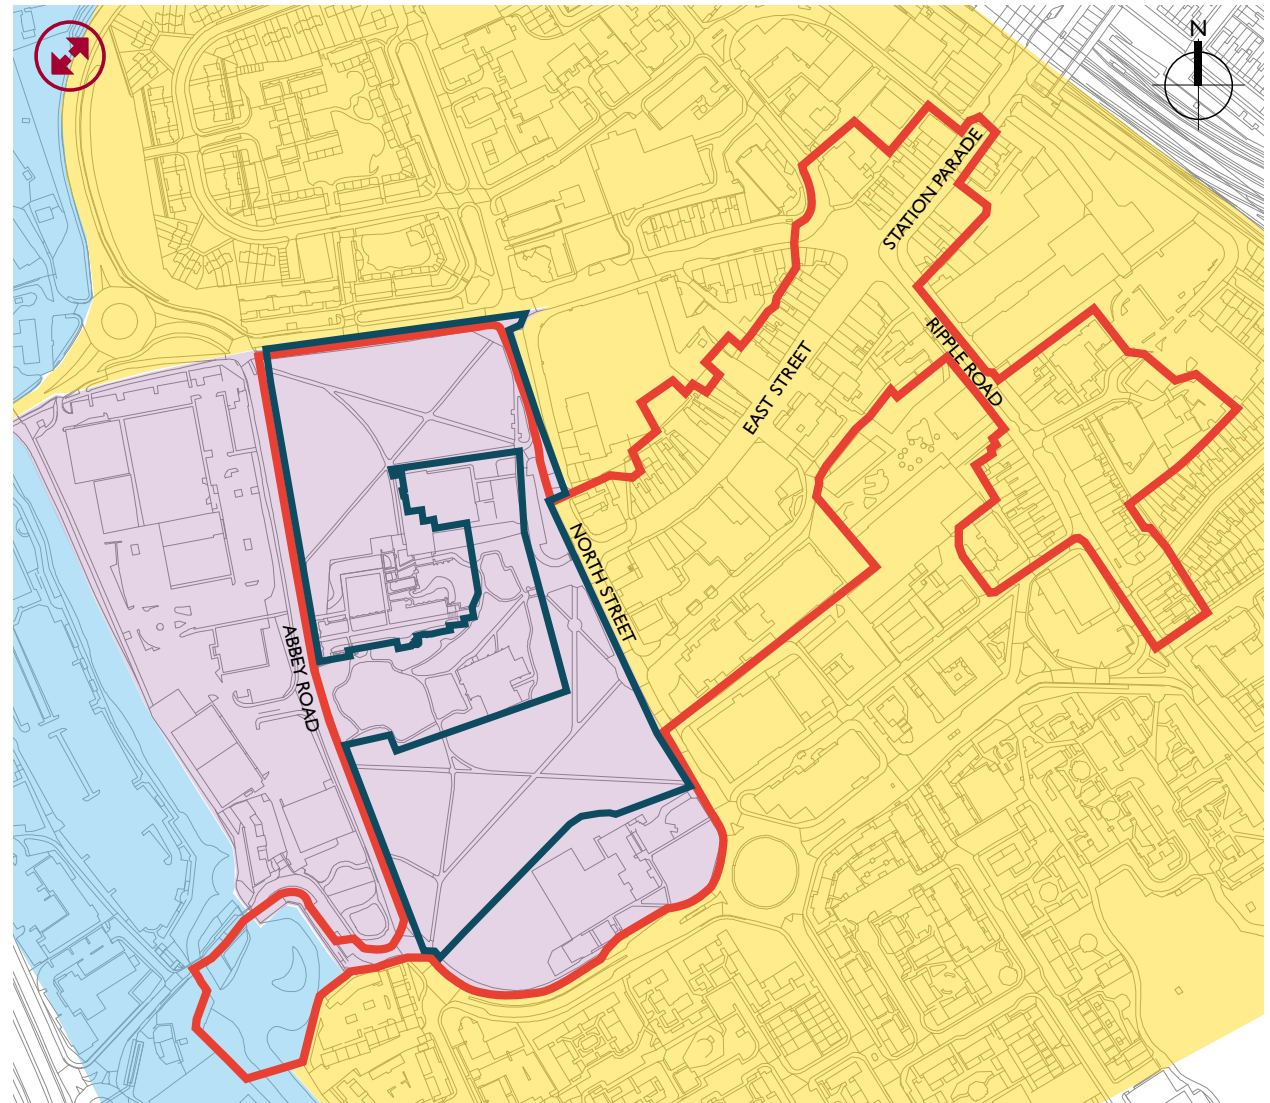 N
STATION PARADE
RIPPLE ROAD
EAST STREET
NORTH STREET
ABBEY ROAD